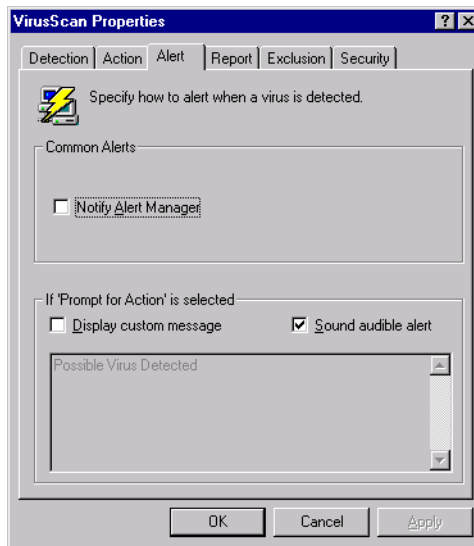 VirusScan Properties
Detection Action Alert Report Exclusion Security
Specify how to alert when a virus is detected.
Common Alerts
Notify Alert Manager
If 'Prompt for Action' is selected
Display custom message Sound audible alert
Possible Virus Detected
OK Cancel Apply